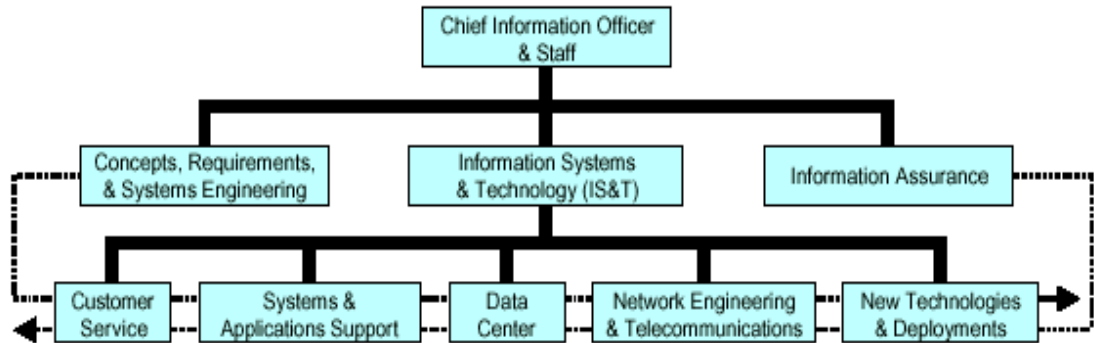 Chief Information Officer
& Staff
Concepts, Requirements,
& Systems Engineering
Information Systems
& Technology (IS&T)
Information Assurance
Customer
Service
Systems &
Applications Support
Data
Center
Network Engineering
& Telecommunications
New Technologies
& Deployments